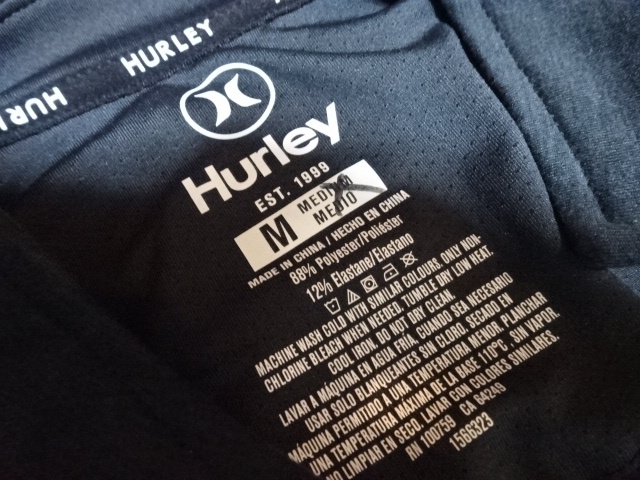 HURLEY
HURL
Hurley
EST. 1999
M MEDIUM
MEDIO
MADE IN CHINA / HECHO EN CHINA
88% Polyester/Poliéster
12% Elastane/Elastano
MACHINE WASH COLD WITH SIMILAR COLOURS. ONLY NON-
CHLORINE BLEACH WHEN NEEDED. TUMBLE DRY LOW HEAT.
COOL IRON. DO NOT DRY CLEAN.
LAVAR A MÁQUINA EN AGUA FRIA, CUANDO SEA NECESARIO
USAR SOLO BLANQUEANTES SIN CLORO. SECADO EN
MÁQUINA PERMITIDO A UNA TEMPERATURA MENOR. PLANCHAR
UNA TEMPERATURA MÁXIMA DE LA BASE 110°C , SIN VAPOR.
NO LIMPIAR EN SECO. LAVAR CON COLORES SIMILARES.
RN 100759 CA 64249
1566323